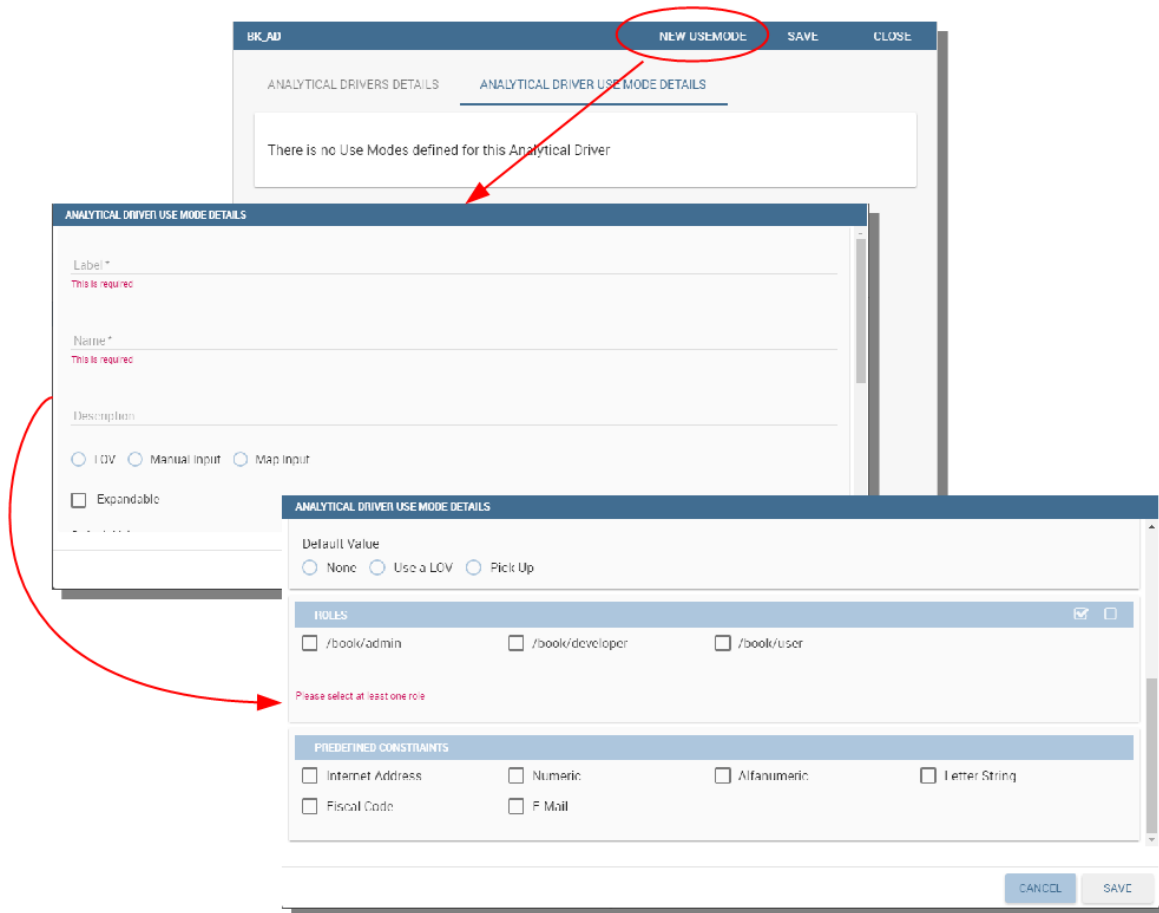 BK_AD NEW USEMODE SAVE CLOSE
ANALYTICAL DRIVERS DETAILS ANALYTICAL DRIVER USE MODE DETAILS
There is no Use Modes defined for this Analytical Driver
ANALYTICAL DRIVER USE MODE DETAILS
Label *
This is required
Name *
This is required
Description
LOV Manual Input Map Input
Expandable
ANALYTICAL DRIVER USE MODE DETAILS
Default Value
None Use a LOV Pick Up
ROLES
/book/admin /book/developer /book/user
Please select at least one role
PREDEFINED CONSTRAINTS
Internet Address Numeric Alfanumeric Letter String
Fiscal Code E-Mail
CANCEL SAVE